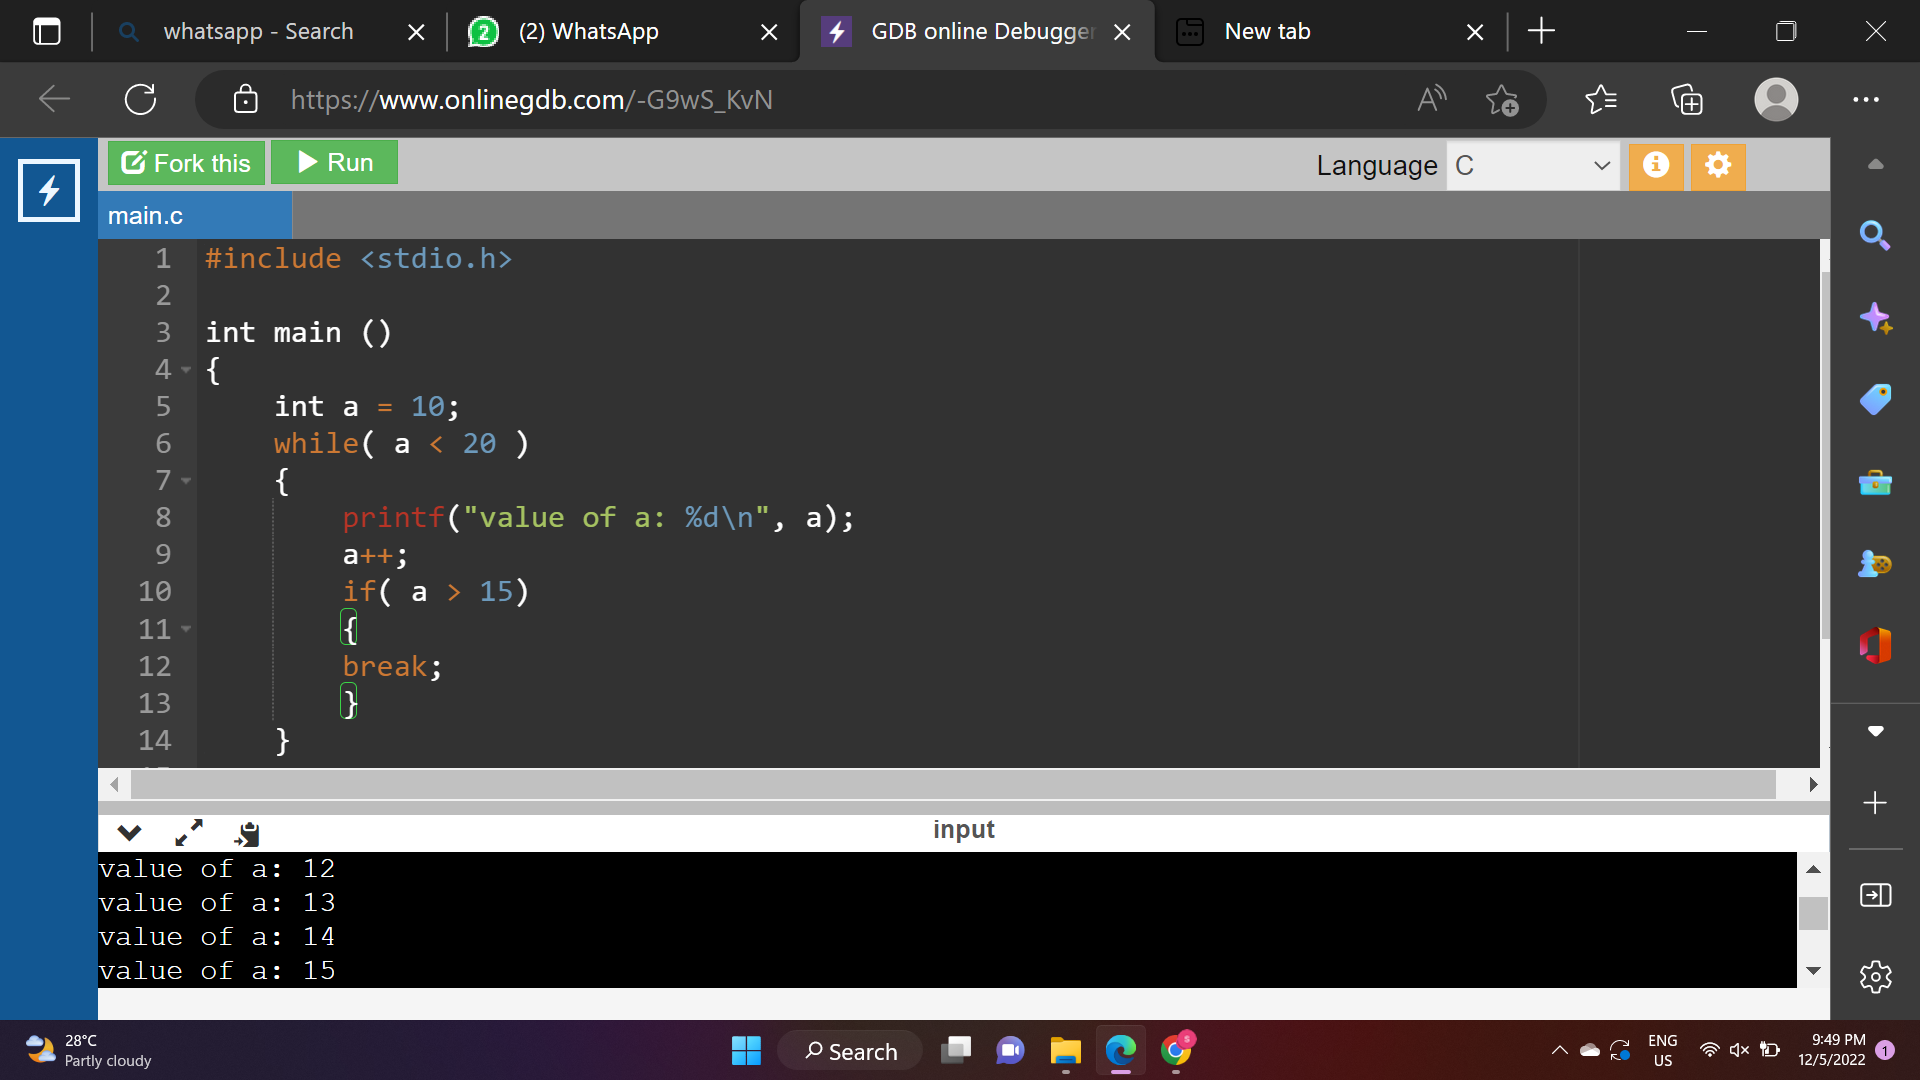 whatsapp - Search
(2) WhatsApp
GDB online Debugger
New tab
https://www.onlinegdb.com/-G9wS_KvN
Fork this
Run
Language
C
main.c
1 #include <stdio.h>
2
3 int main ()
4 {
5 int a = 10;
6 while( a < 20 )
7 {
8 printf("value of a: %d\n", a);
9 a++;
10 if( a > 15)
11 {
12 break;
13 }
14 }
input
value of a: 12
value of a: 13
value of a: 14
value of a: 15
28°C
Partly cloudy
Search
ENG
US
9:49 PM
12/5/2022
1